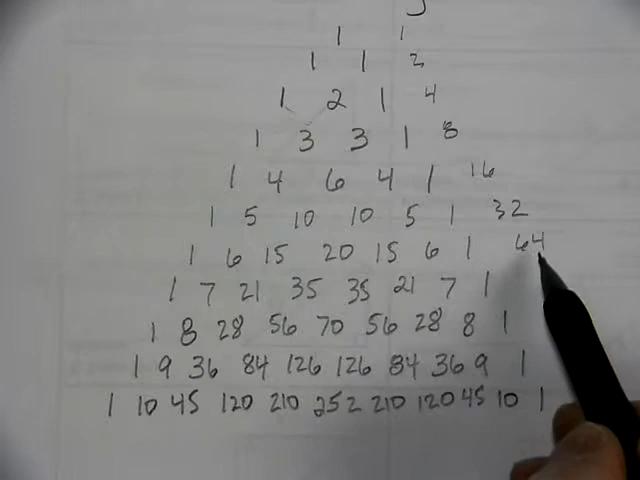 1 1
1 1 2
1 2 1 4
1 3 3 1 8
1 4 6 4 1 16
1 5 10 10 5 1 32
1 6 15 20 15 6 1 64
1 7 21 35 35 21 7 1
1 8 28 56 70 56 28 8 1
1 9 36 84 126 126 84 36 9 1
1 10 45 120 210 252 210 120 45 10 1